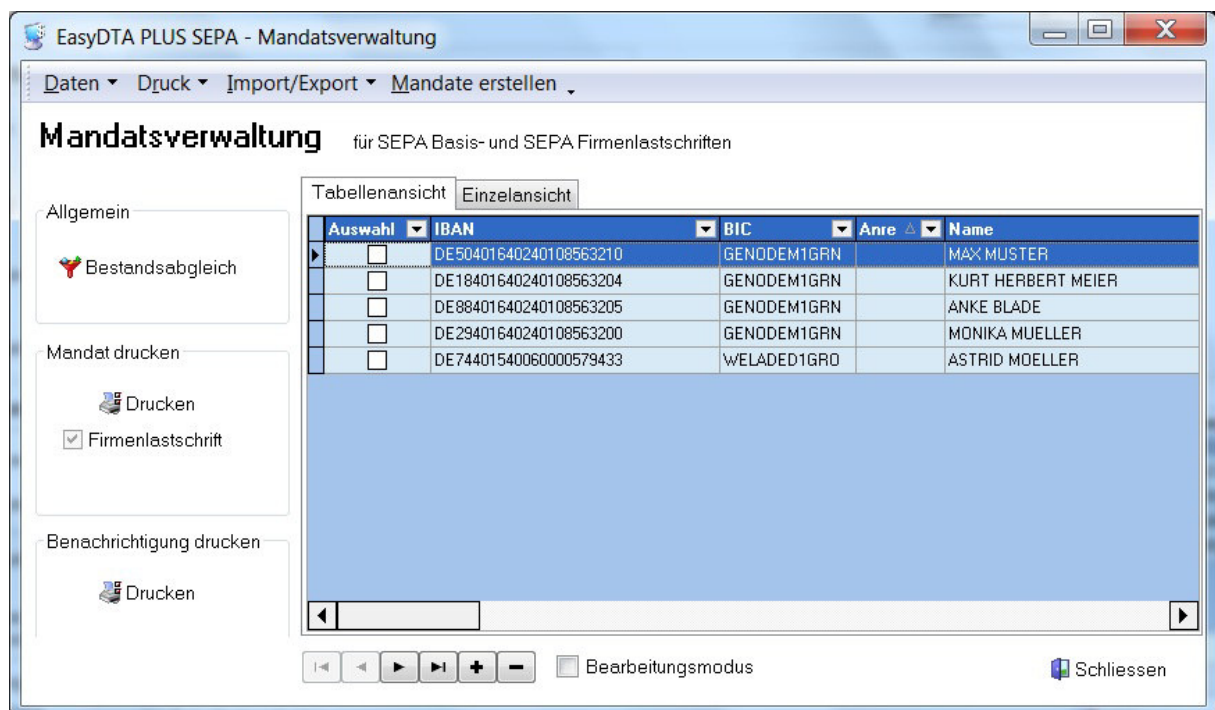 EasyDTA PLUS SEPA - Mandatsverwaltung
Daten Druck Import/Export Mandate erstellen
Mandatsverwaltung für SEPA Basis- und SEPA Firmenlastschriften
Allgemein
Bestandsabgleich
Mandat drucken
Drucken
Firmenlastschrift
Benachrichtigung drucken
Drucken
Tabellenansicht Einzelansicht
Auswahl IBAN BIC Anre Name
DE50401640240108563210 GENODEM1GRN MAX MUSTER
DE18401640240108563204 GENODEM1GRN KURT HERBERT MEIER
DE88401640240108563205 GENODEM1GRN ANKE BLADE
DE29401640240108563200 GENODEM1GRN MONIKA MUELLER
DE74401540060000579433 WELADED1GRO ASTRID MOELLER
Bearbeitungsmodus Schliessen